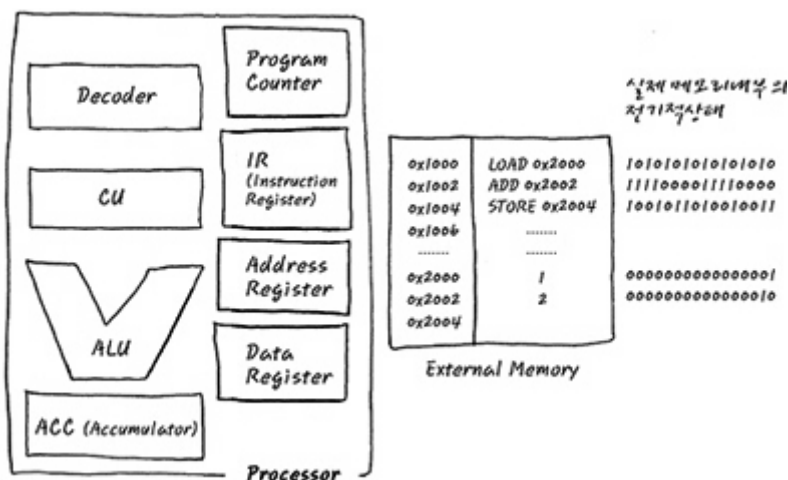 Decoder
CU
ALU
ACC (Accumulator)
Program
Counter
IR
(Instruction
Register)
Address
Register
Data
Register
Processor
0x1000 LOAD 0x2000 1010101010101010
0x1002 ADD 0x2002 1111000011110000
0x1004 STORE 0x2004 1001011010010011
0x1006 ........
....... .......
0x2000 1 0000000000000001
0x2002 2 0000000000000010
0x2004
External Memory
실제 메모리내부의
전기적상태